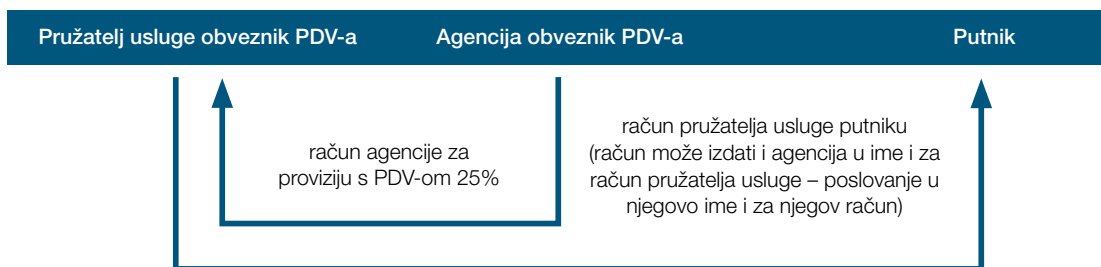 Pružatelj usluge obveznik PDV-a
Agencija obveznik PDV-a
Putnik
račun agencije za
proviziju s PDV-om 25%
račun pružatelja usluge putniku
(račun može izdati i agencija u ime i za
račun pružatelja usluge – poslovanje u
njegovo ime i za njegov račun)